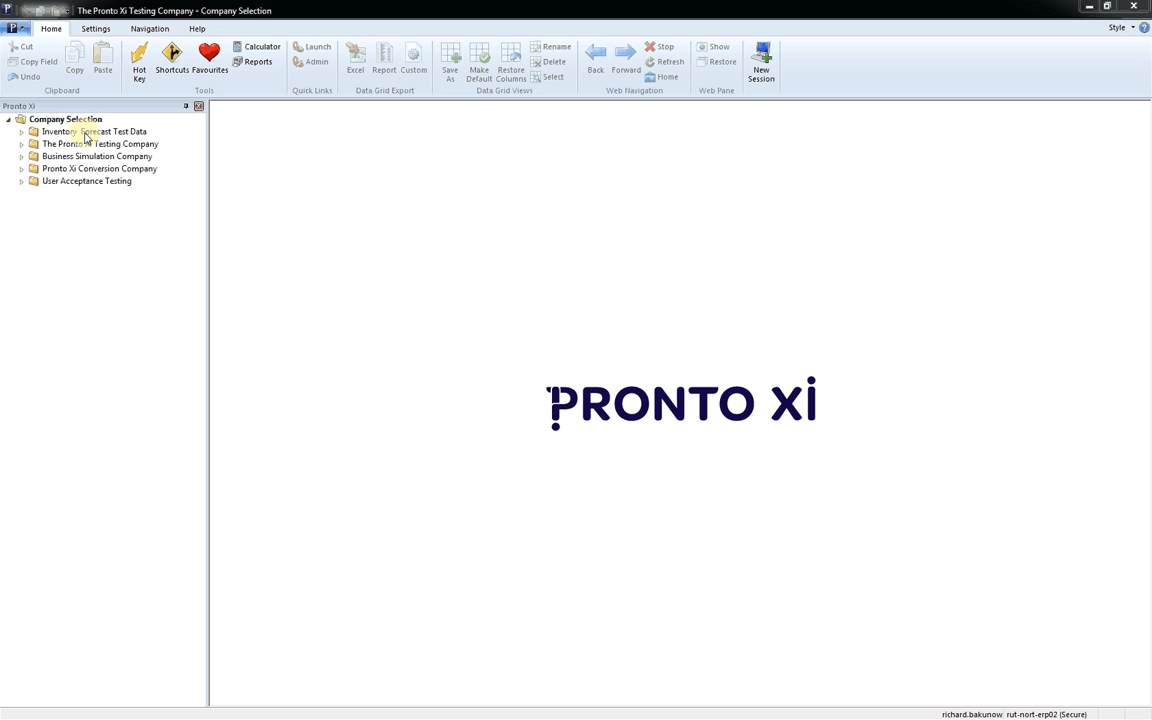 The Pronto Xi Testing Company - Company Selection
Home Settings Navigation Help Style
Cut
Copy Field
Undo
Copy
Paste
Clipboard
Hot Key
Shortcuts
Favourites
Calculator
Reports
Tools
Launch
Admin
Quick Links
Excel
Report
Custom
Data Grid Export
Save As
Make Default
Restore Columns
Rename
Delete
Select
Data Grid Views
Back
Forward
Stop
Refresh
Home
Web Navigation
Show
Restore
Web Pane
New Session
Pronto Xi
Company Selection
Inventory Forecast Test Data
The Pronto Xi Testing Company
Business Simulation Company
Pronto Xi Conversion Company
User Acceptance Testing
PRONTO Xi
richard.bakunow rut-nort-erp02 (Secure)